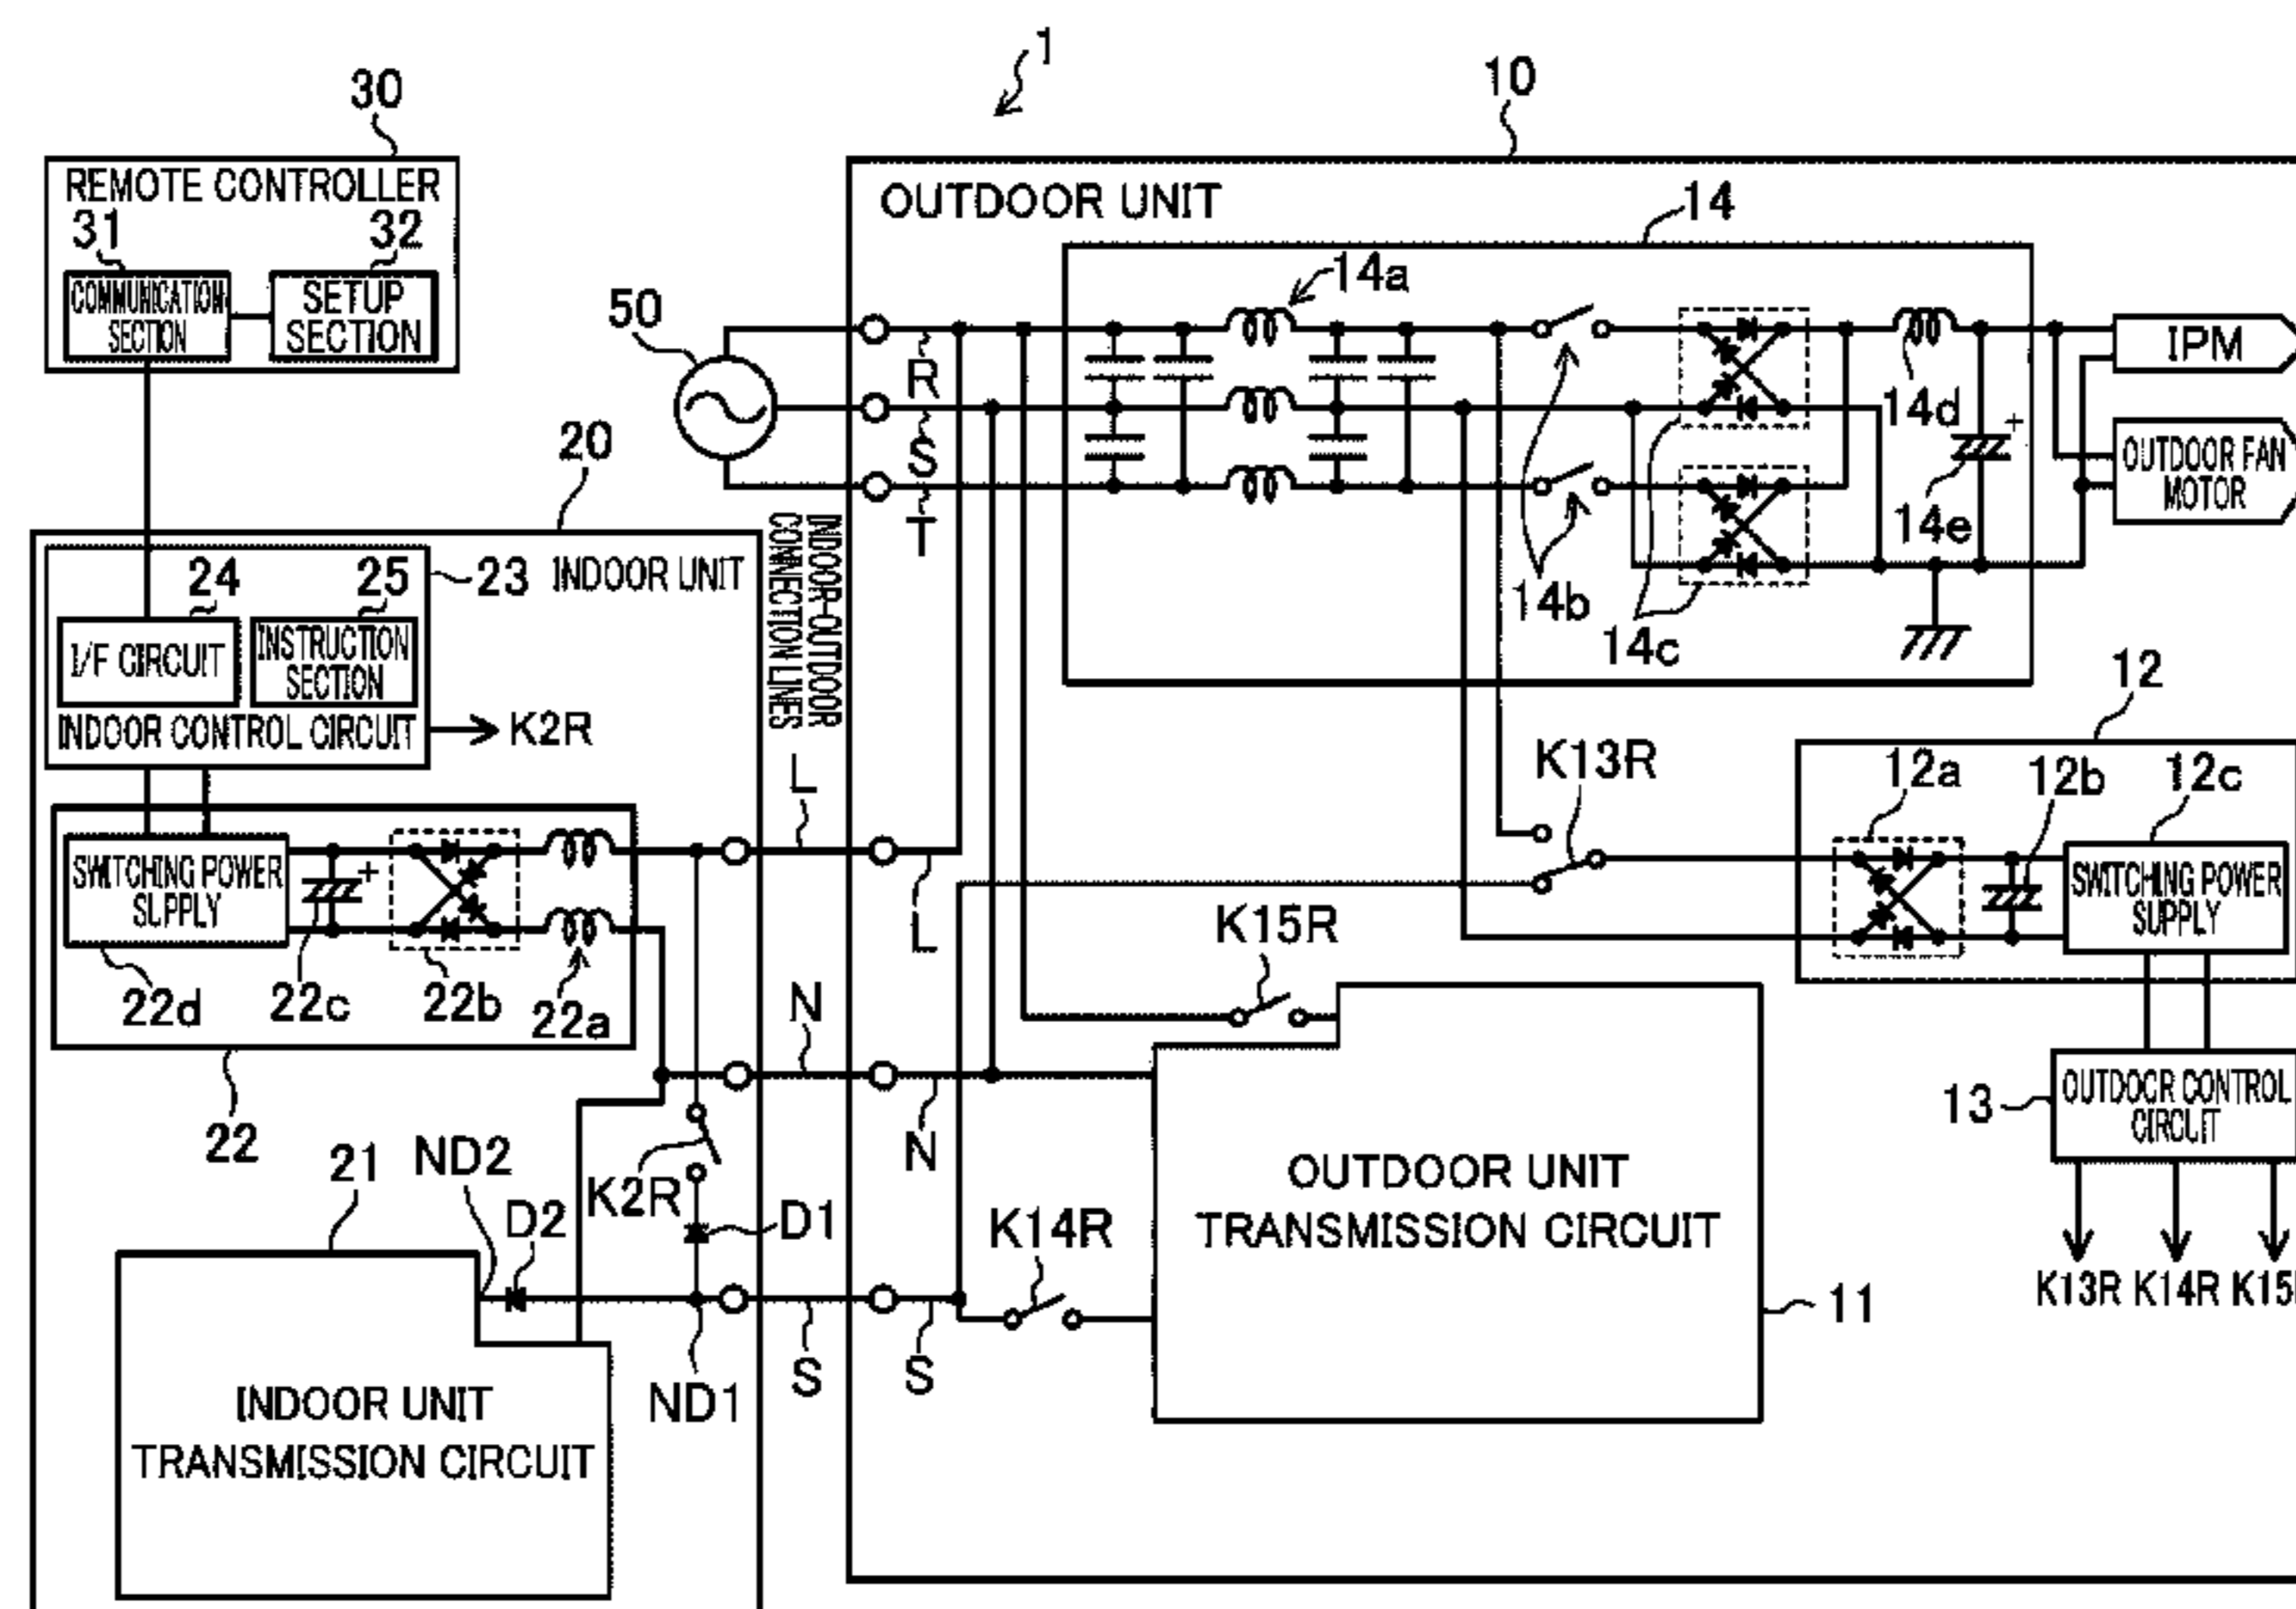 1
30
10
REMOTE CONTROLLER
31
32
COMMUNICATION
SECTION
SETUP
SECTION
OUTDOOR UNIT
14
14a
50
R
S
T
14b
14c
14d
14e
+
IPM
OUTDOOR FAN
MOTOR
20
INDOOR-OUTDOOR
CONNECTION LINES
23
INDOOR UNIT
24
25
I/F CIRCUIT
INSTRUCTION
SECTION
INDOOR CONTROL CIRCUIT
K2R
L
L
K13R
12
12a
12b
12c
SWITCHING POWER
SUPPLY
+
22d
22c
22b
22a
22
SWITCHING POWER
SUPPLY
K15R
N
N
13
OUTDOOR CONTROL
CIRCUIT
K13R
K14R
21
ND2
D2
K2R
D1
K14R
OUTDOOR UNIT
TRANSMISSION CIRCUIT
11
ND1
S
S
INDOOR UNIT
TRANSMISSION CIRCUIT